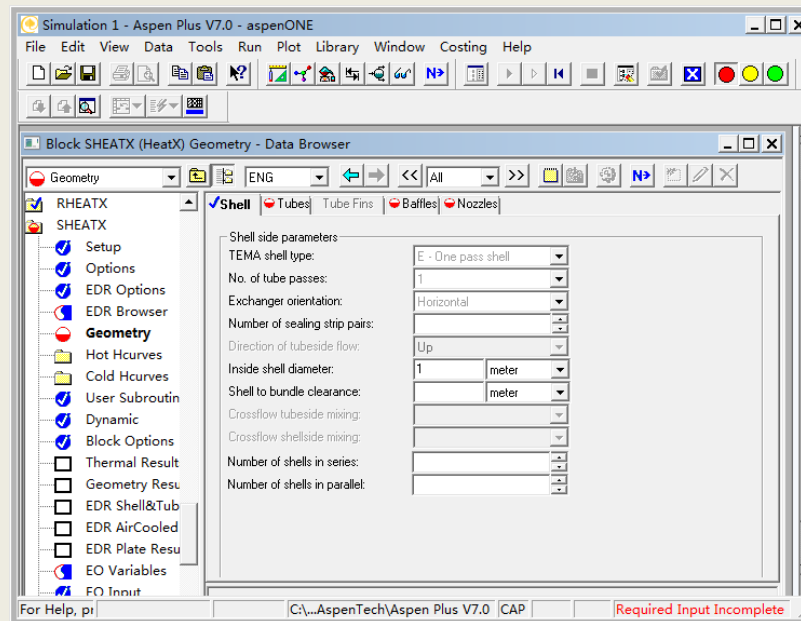 Simulation 1 - Aspen Plus V7.0 - aspenONE
File Edit View Data Tools Run Plot Library Window Costing Help
N>
Block SHEATX (HeatX) Geometry - Data Browser
Geometry ENG << All >> N>
RHEATX
SHEATX
Setup
Options
EDR Options
EDR Browser
Geometry
Hot Hcurves
Cold Hcurves
User Subroutin
Dynamic
Block Options
Thermal Result
Geometry Resu
EDR Shell&Tub
EDR AirCooled
EDR Plate Resu
EO Variables
EO Input
Shell Tubes Tube Fins Baffles Nozzles
Shell side parameters
TEMA shell type: E - One pass shell
No. of tube passes: 1
Exchanger orientation: Horizontal
Number of sealing strip pairs:
Direction of tubeside flow: Up
Inside shell diameter: 1 meter
Shell to bundle clearance: meter
Crossflow tubeside mixing:
Crossflow shellside mixing:
Number of shells in series:
Number of shells in parallel:
For Help, pr C:\...AspenTech\Aspen Plus V7.0 CAP Required Input Incomplete